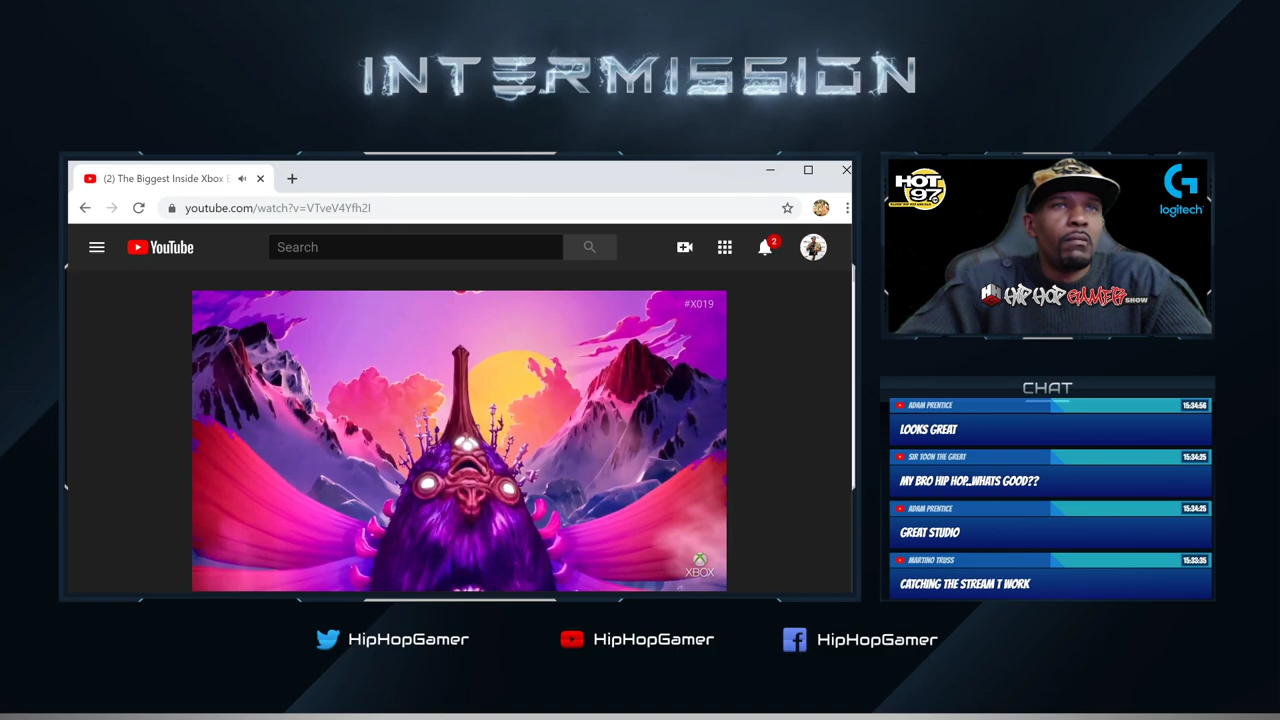 INTERMISSION
(2) The Biggest Inside Xbox E
youtube.com/watch?v=VTveV4Yfh2I
YouTube
Search
2
#X019
XBOX
HOT
97
logitech
HIP HOP GAMER SHOW
CHAT
ADAM PRENTICE 15:34:56
LOOKS GREAT
SIR TOON THE GREAT 15:34:25
MY BRO HIP HOP..WHATS GOOD??
ADAM PRENTICE 15:34:25
GREAT STUDIO
MARTINO TRUSS 15:33:35
CATCHING THE STREAM T WORK
HipHopGamer
HipHopGamer
HipHopGamer